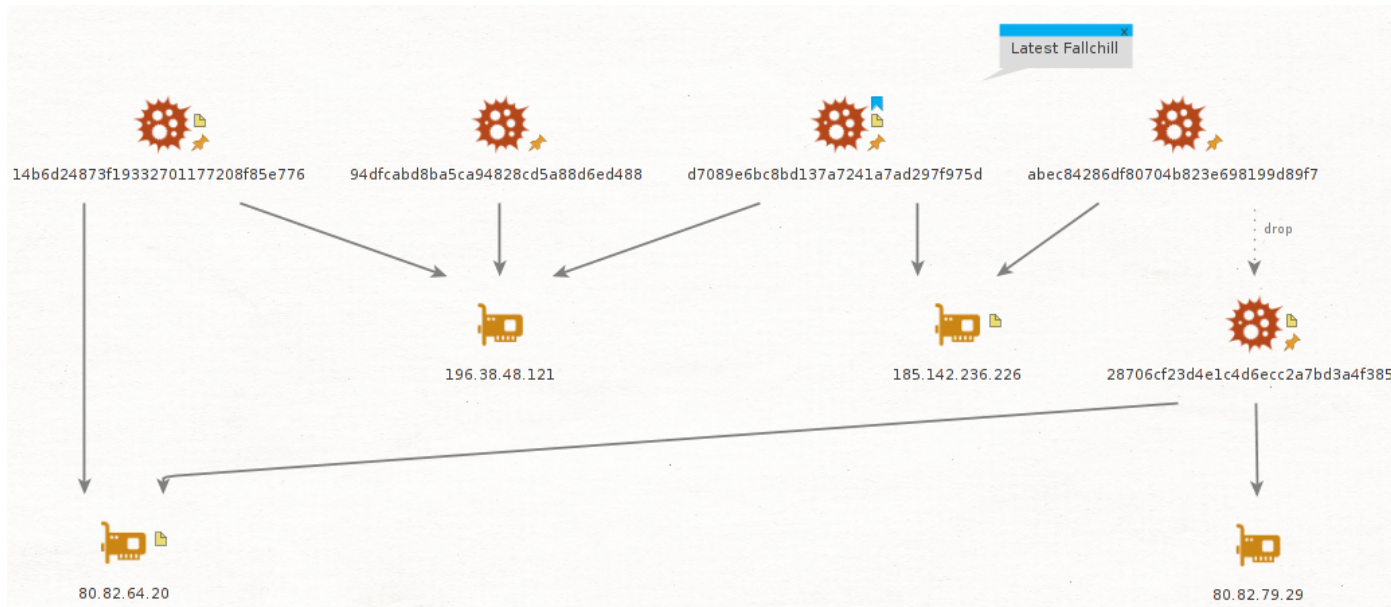 x
Latest Fallchill
14b6d24873f19332701177208f85e776
94dfcabd8ba5ca94828cd5a88d6ed488
d7089e6bc8bd137a7241a7ad297f975d
abec84286df80704b823e698199d89f7
drop
196.38.48.121
185.142.236.226
28706cf23d4e1c4d6ecc2a7bd3a4f385
80.82.64.20
80.82.79.29